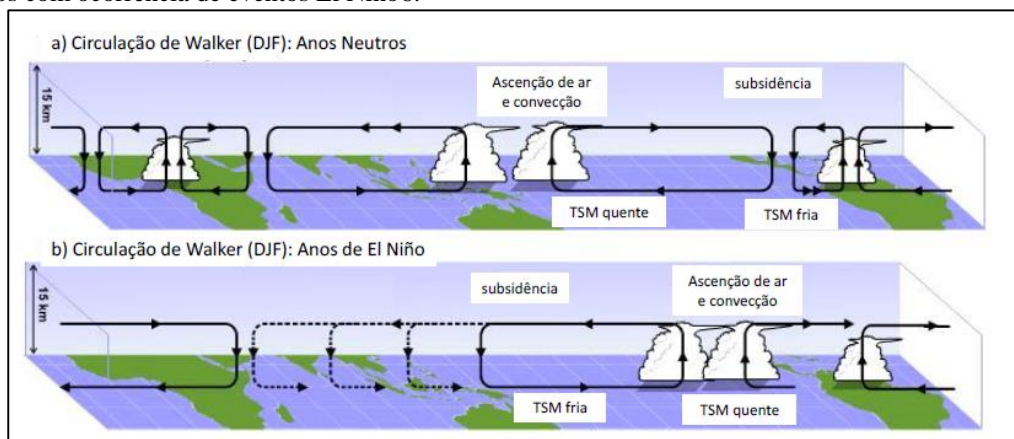 es com ocorrência de eventos El Niño6.
a) Circulação de Walker (DJF): Anos Neutros
15 km
Ascenção de ar
e convecção
subsidência
TSM quente
TSM fria
b) Circulação de Walker (DJF): Anos de El Niño
15 km
subsidência
Ascenção de ar
e convecção
TSM fria
TSM quente